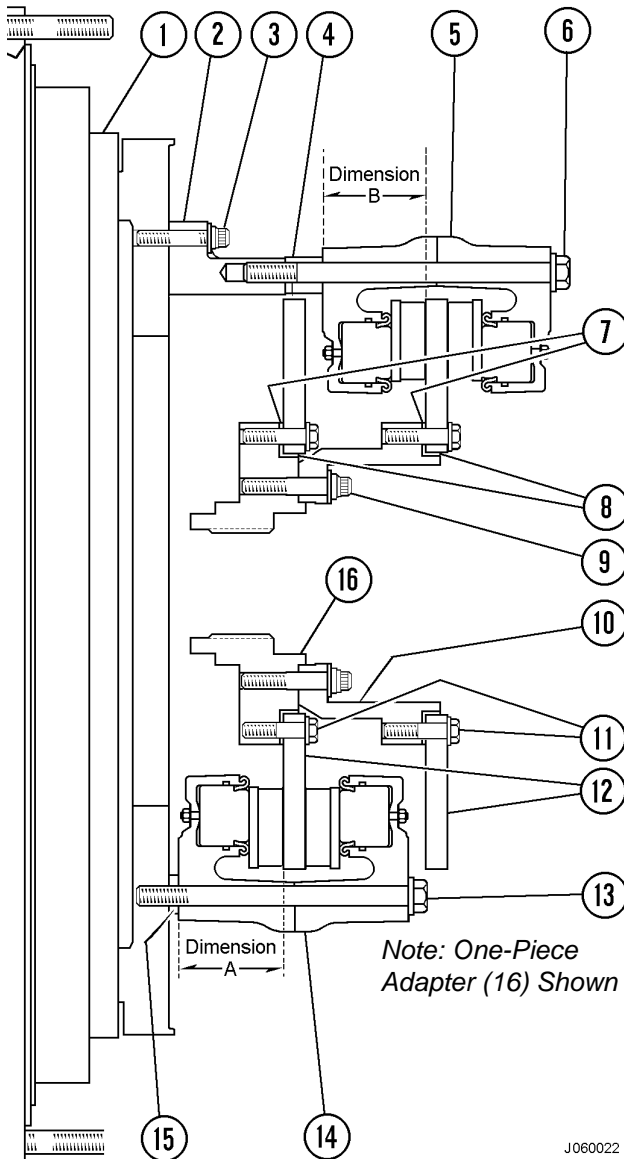 1 2 3 4 5 6
Dimension
B
7
8
9
16
10
11
12
13
Dimension
A
Note: One-Piece
Adapter (16) Shown
15
14
J060022